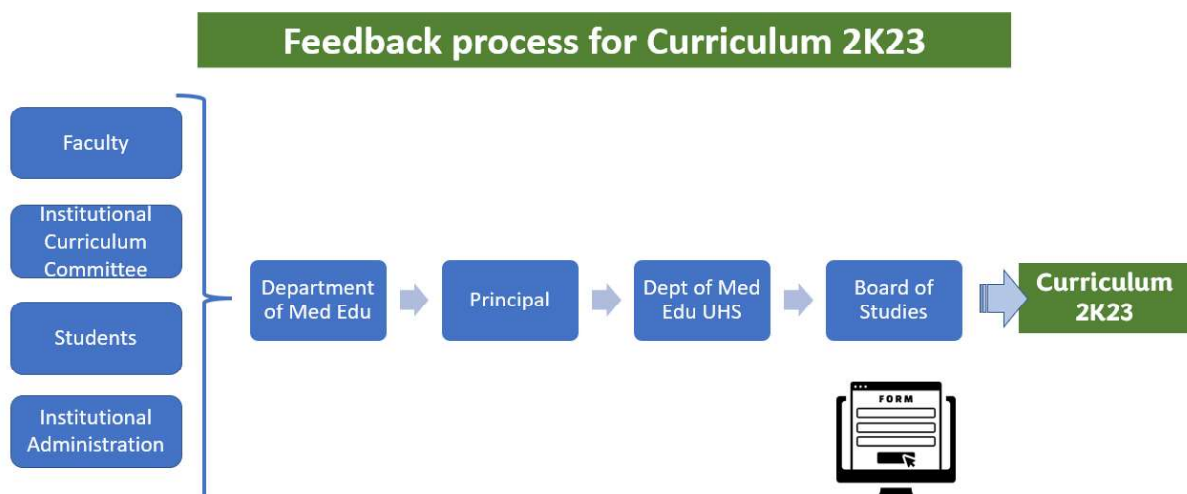 Feedback process for Curriculum 2K23
Faculty
Institutional
Curriculum
Committee
Students
Institutional
Administration
Department
of Med Edu
Principal
Dept of Med
Edu UHS
Board of
Studies
Curriculum
2K23
FORM